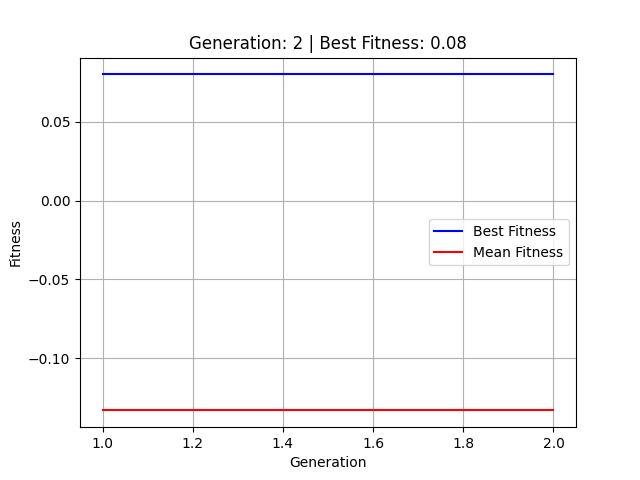 Generation: 2 | Best Fitness: 0.08
0.05
0.00
−0.05
−0.10
Fitness
Best Fitness
Mean Fitness
1.0 1.2 1.4 1.6 1.8 2.0
Generation